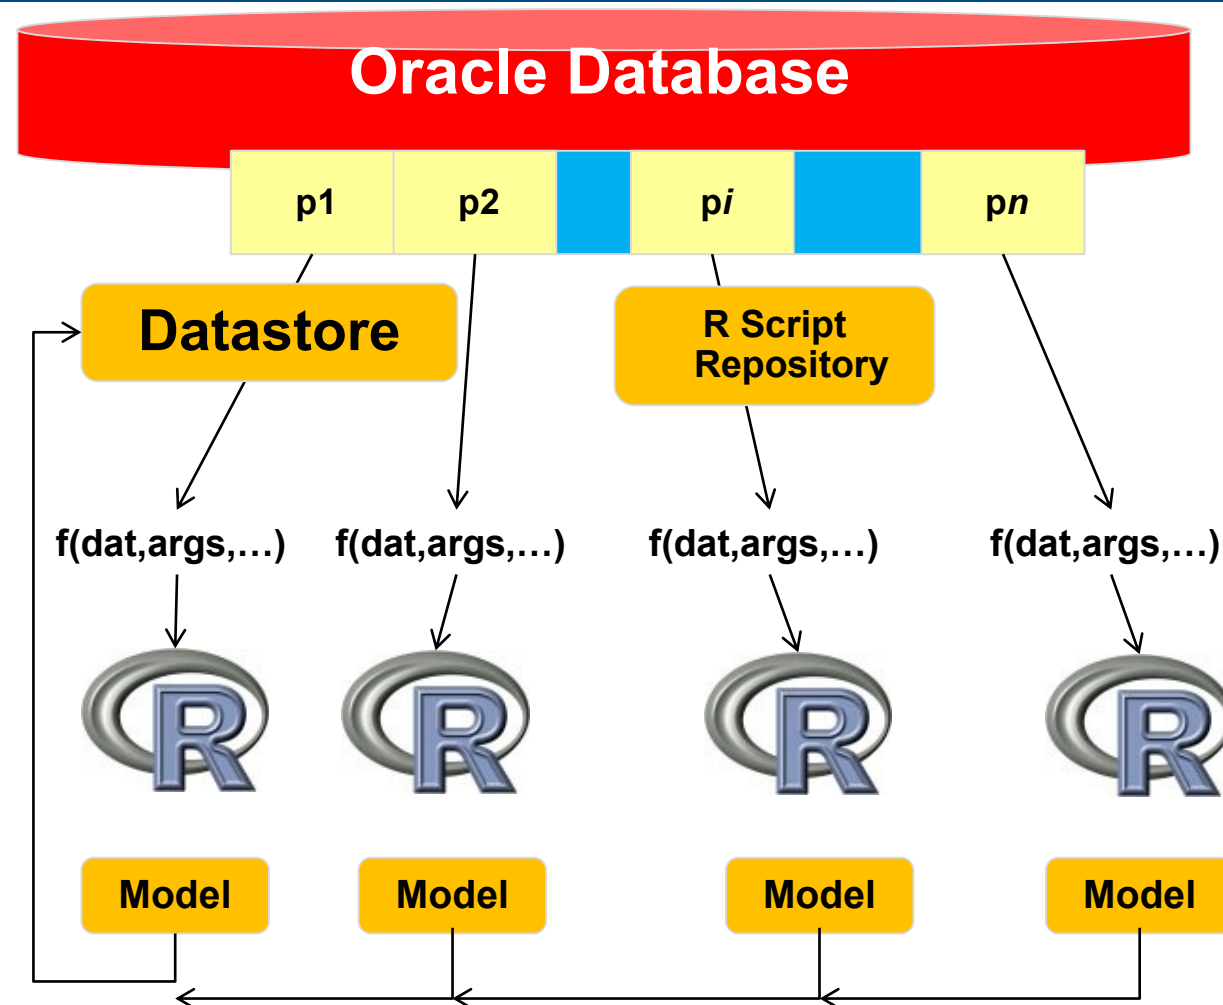 Oracle Database
p1 p2 pi pn
Datastore
R Script
Repository
f(dat,args,…) f(dat,args,…) f(dat,args,…) f(dat,args,…)
R R R R
Model Model Model Model